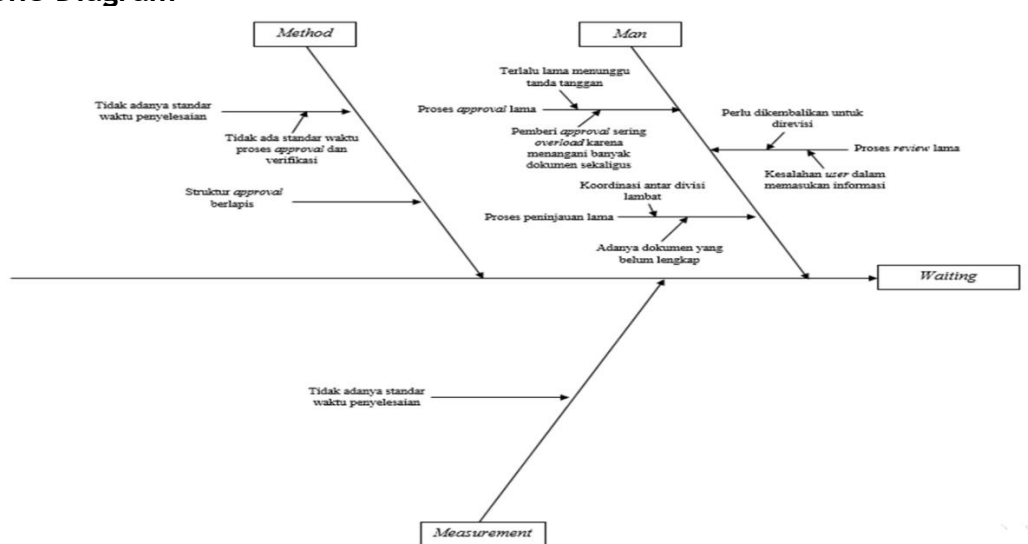 Method
Man
Terlalu lama menunggu
tanda tanggan
Tidak adanya standar
waktu penyelesaian
Proses approval lama
Tidak ada standar waktu
proses approval dan
verifikasi
Pemberi approval sering
overload karena
menangani banyak
dokumen sekaligus
Perlu dikembalikan untuk
direvisi
Proses review lama
Kesalahan user dalam
memasukan informasi
Struktur approval
berlapis
Koordinasi antar divisi
lambat
Proses peninjauan lama
Adanya dokumen yang
belum lengkap
Waiting
Tidak adanya standar
waktu penyelesaian
Measurement